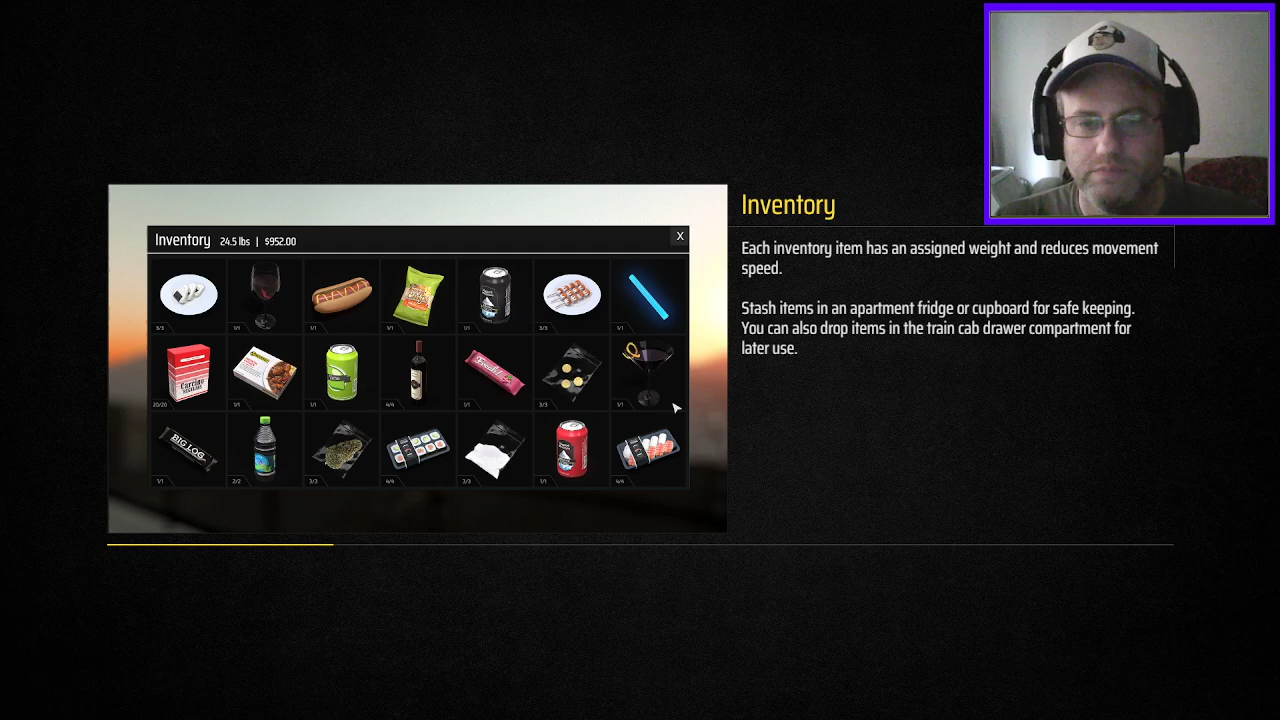 Inventory
Each inventory item has an assigned weight and reduces movement
speed.
Stash items in an apartment fridge or cupboard for safe keeping.
You can also drop items in the train cab drawer compartment for
later use.
Inventory 24.5 lbs | $952.00 X
3/3 1/1 1/1 1/1 1/1 3/3 1/1
20/20 1/1 1/1 4/4 1/1 3/3 1/1
BIG LOG
1/1 2/2 3/3 4/4 3/3 1/1 4/4